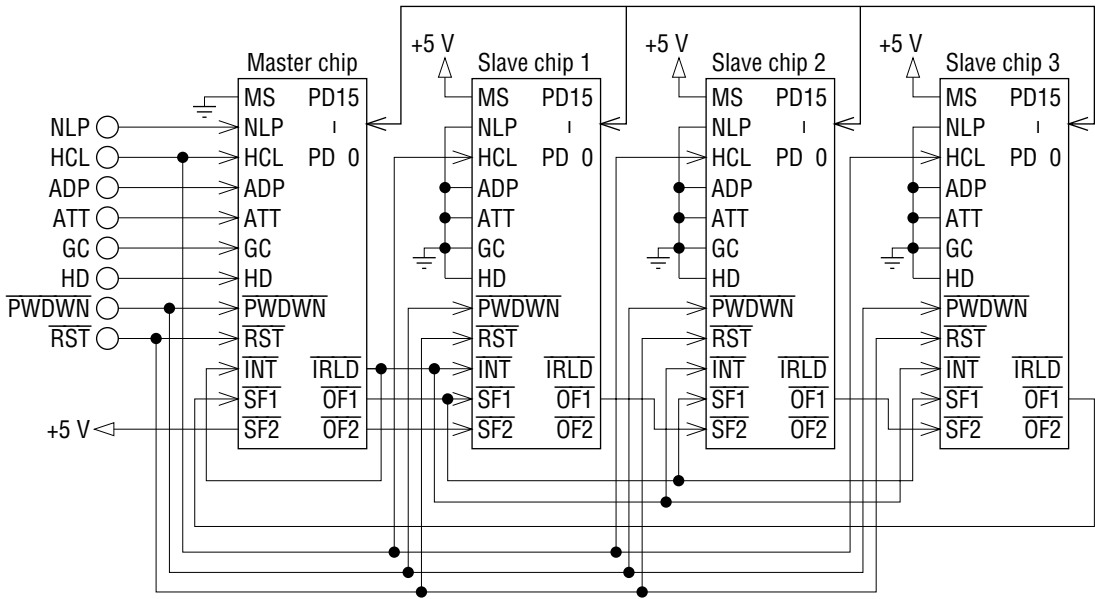 +5 V +5 V +5 V
Master chip Slave chip 1 Slave chip 2 Slave chip 3
MS PD15 MS PD15 MS PD15 MS PD15
NLP NLP NLP NLP NLP
HCL HCL PD 0 HCL PD 0 HCL PD 0 HCL PD 0
ADP ADP ADP ADP ADP
ATT ATT ATT ATT ATT
GC GC GC GC GC
HD HD HD HD HD
PWDWN PWDWN PWDWN PWDWN PWDWN
RST RST RST RST RST
INT IRLD INT IRLD INT IRLD INT IRLD
SF1 OF1 SF1 OF1 SF1 OF1 SF1 OF1
+5 V SF2 OF2 SF2 OF2 SF2 OF2 SF2 OF2